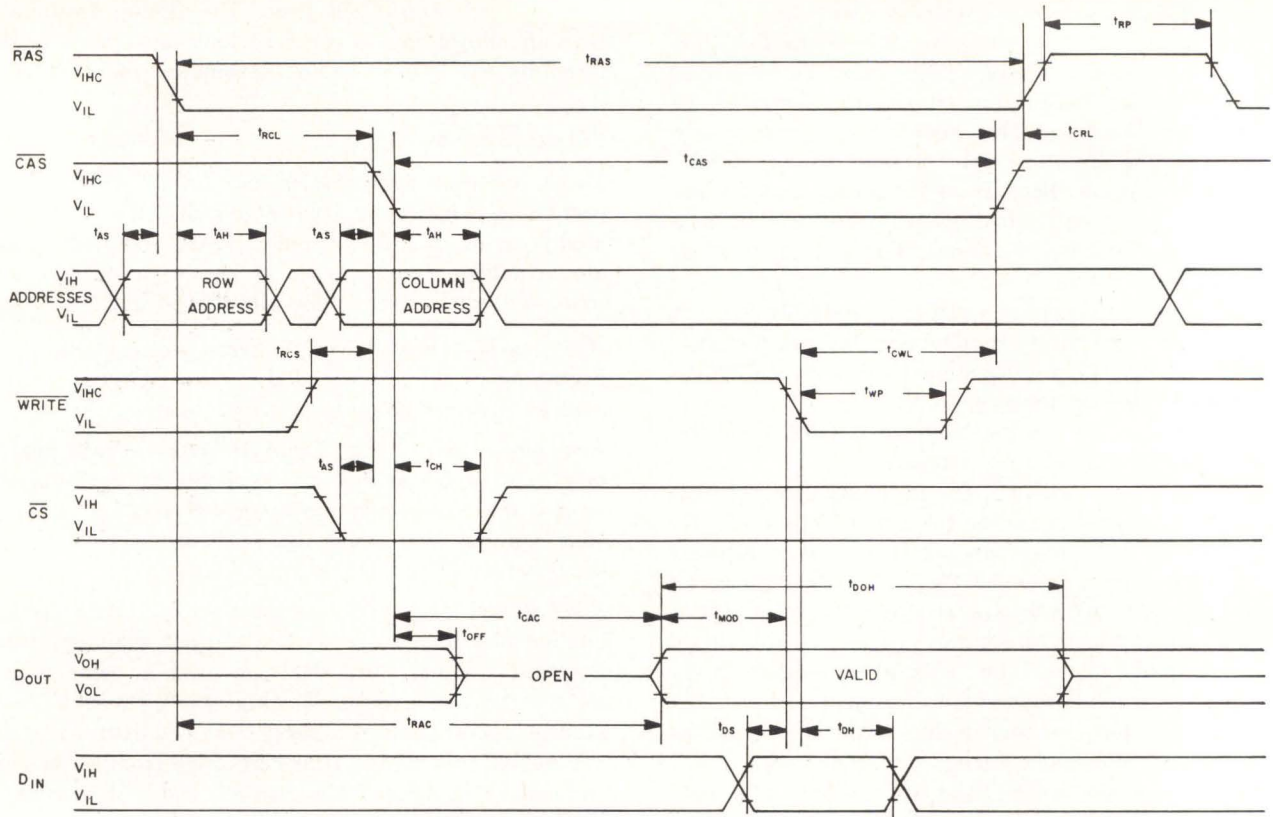 tRP
RAS
VIHC
VIL
tRAS
tRCL
tCRL
CAS
VIHC
VIL
tCAS
tAS
tAH
tAS
tAH
VIH
ADDRESSES
VIL
ROW
ADDRESS
COLUMN
ADDRESS
tRCS
tCWL
WRITE
VIHC
VIL
tWP
tAS
tCH
CS
VIH
VIL
tDOH
tCAC
tMOD
tOFF
DOUT
VOH
VOL
OPEN
VALID
tRAC
tDS
tDH
DIN
VIH
VIL